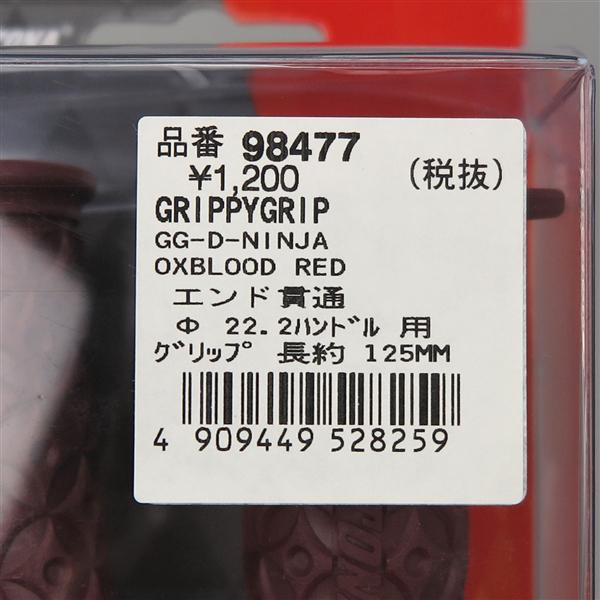 品番 98477
¥1,200 (税抜)
GRIPPYGRIP
GG-D-NINJA
OXBLOOD RED
エンド貫通
Φ 22.2ﾊﾝﾄﾞﾙ 用
ｸﾞﾘｯﾌﾟ 長約 125MM
4 909449 528259